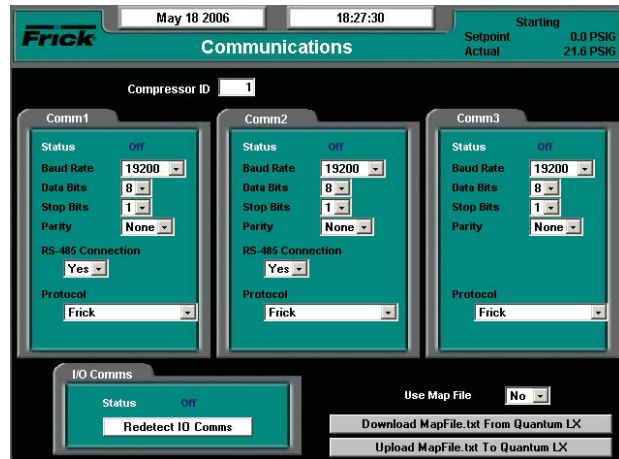 Frick
May 18 2006 18:27:30
Communications
Starting
Setpoint 0.0 PSIG
Actual 21.6 PSIG
Compressor ID 1
Comm1
Status Off
Baud Rate 19200
Data Bits 8
Stop Bits 1
Parity None
RS-485 Connection
Yes
Protocol
Frick
Comm2
Status Off
Baud Rate 19200
Data Bits 8
Stop Bits 1
Parity None
RS-485 Connection
Yes
Protocol
Frick
Comm3
Status Off
Baud Rate 19200
Data Bits 8
Stop Bits 1
Parity None
Protocol
Frick
I/O Comms
Status Off
Redetect IO Comms
Use Map File No
Download MapFile.txt From Quantum LX
Upload MapFile.txt To Quantum LX